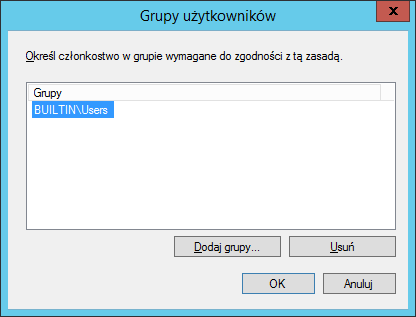 Grupy użytkowników
x
Określ członkostwo w grupie wymagane do zgodności z tą zasadą.
Grupy
BUILTIN\Users
Dodaj grupy... Usuń
OK Anuluj